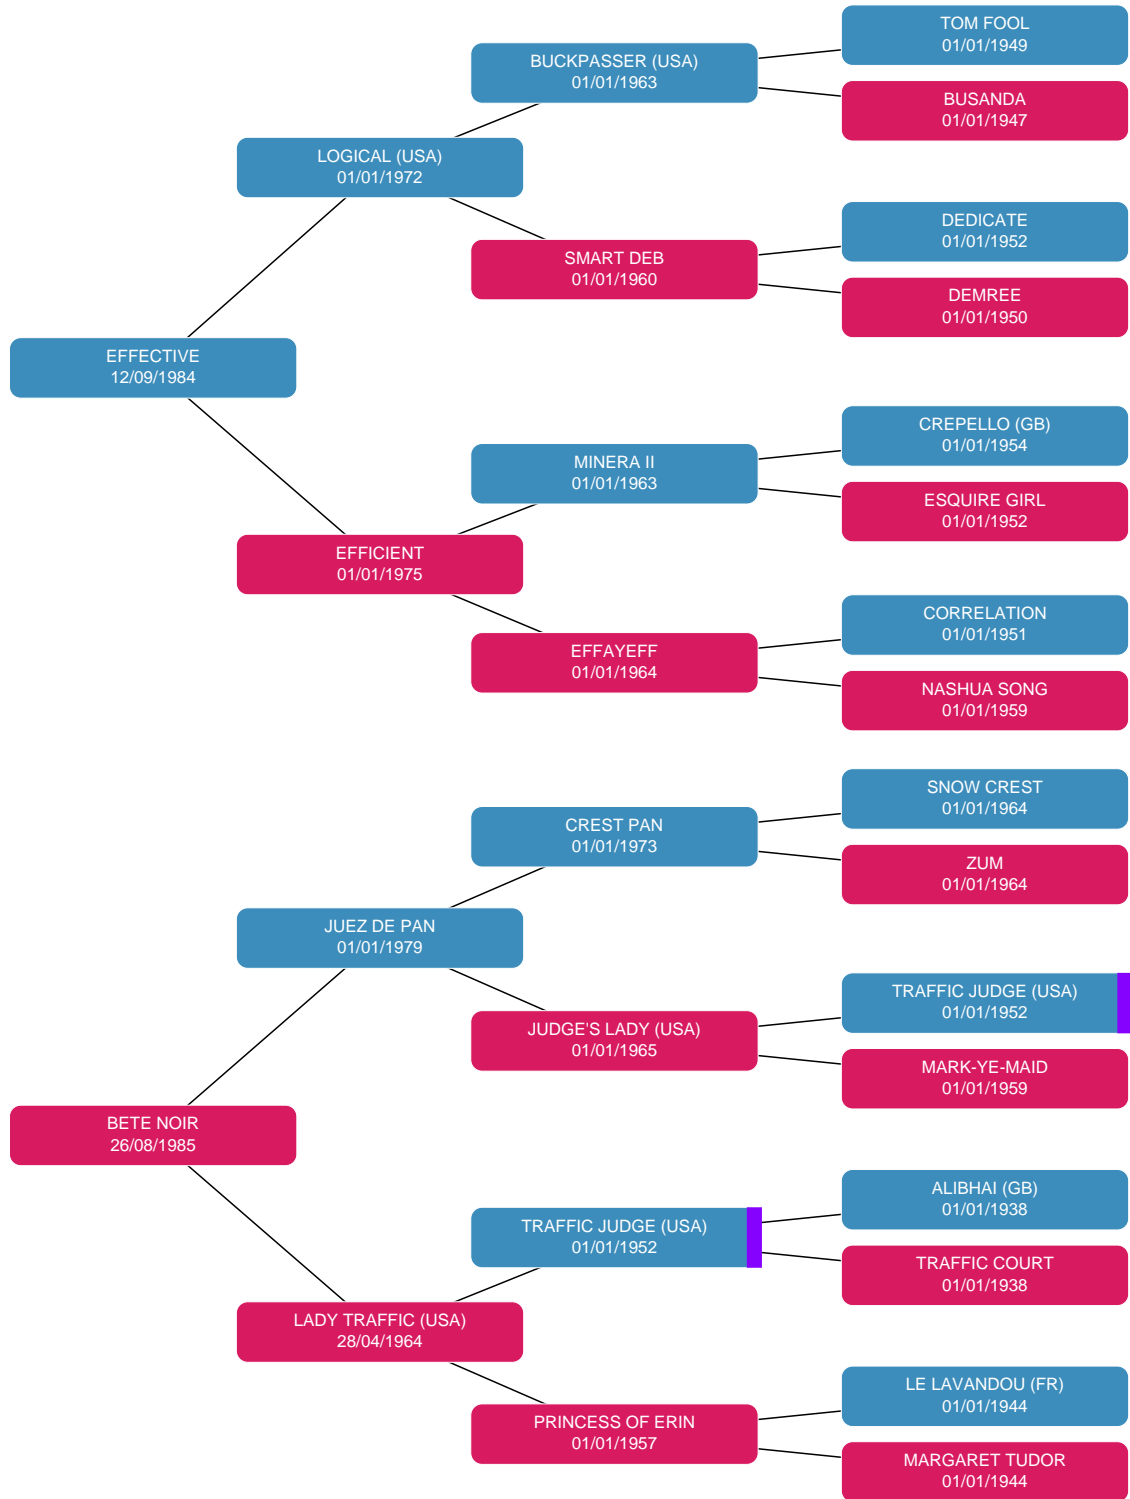 TOM FOOL
01/01/1949
BUCKPASSER (USA)
01/01/1963
BUSANDA
01/01/1947
LOGICAL (USA)
01/01/1972
DEDICATE
01/01/1952
SMART DEB
01/01/1960
DEMREE
01/01/1950
EFFECTIVE
12/09/1984
CREPELLO (GB)
01/01/1954
MINERA II
01/01/1963
ESQUIRE GIRL
01/01/1952
EFFICIENT
01/01/1975
CORRELATION
01/01/1951
EFFAYEFF
01/01/1964
NASHUA SONG
01/01/1959
SNOW CREST
01/01/1964
CREST PAN
01/01/1973
ZUM
01/01/1964
JUEZ DE PAN
01/01/1979
TRAFFIC JUDGE (USA)
01/01/1952
JUDGE'S LADY (USA)
01/01/1965
MARK-YE-MAID
01/01/1959
BETE NOIR
26/08/1985
ALIBHAI (GB)
01/01/1938
TRAFFIC JUDGE (USA)
01/01/1952
TRAFFIC COURT
01/01/1938
LADY TRAFFIC (USA)
28/04/1964
LE LAVANDOU (FR)
01/01/1944
PRINCESS OF ERIN
01/01/1957
MARGARET TUDOR
01/01/1944